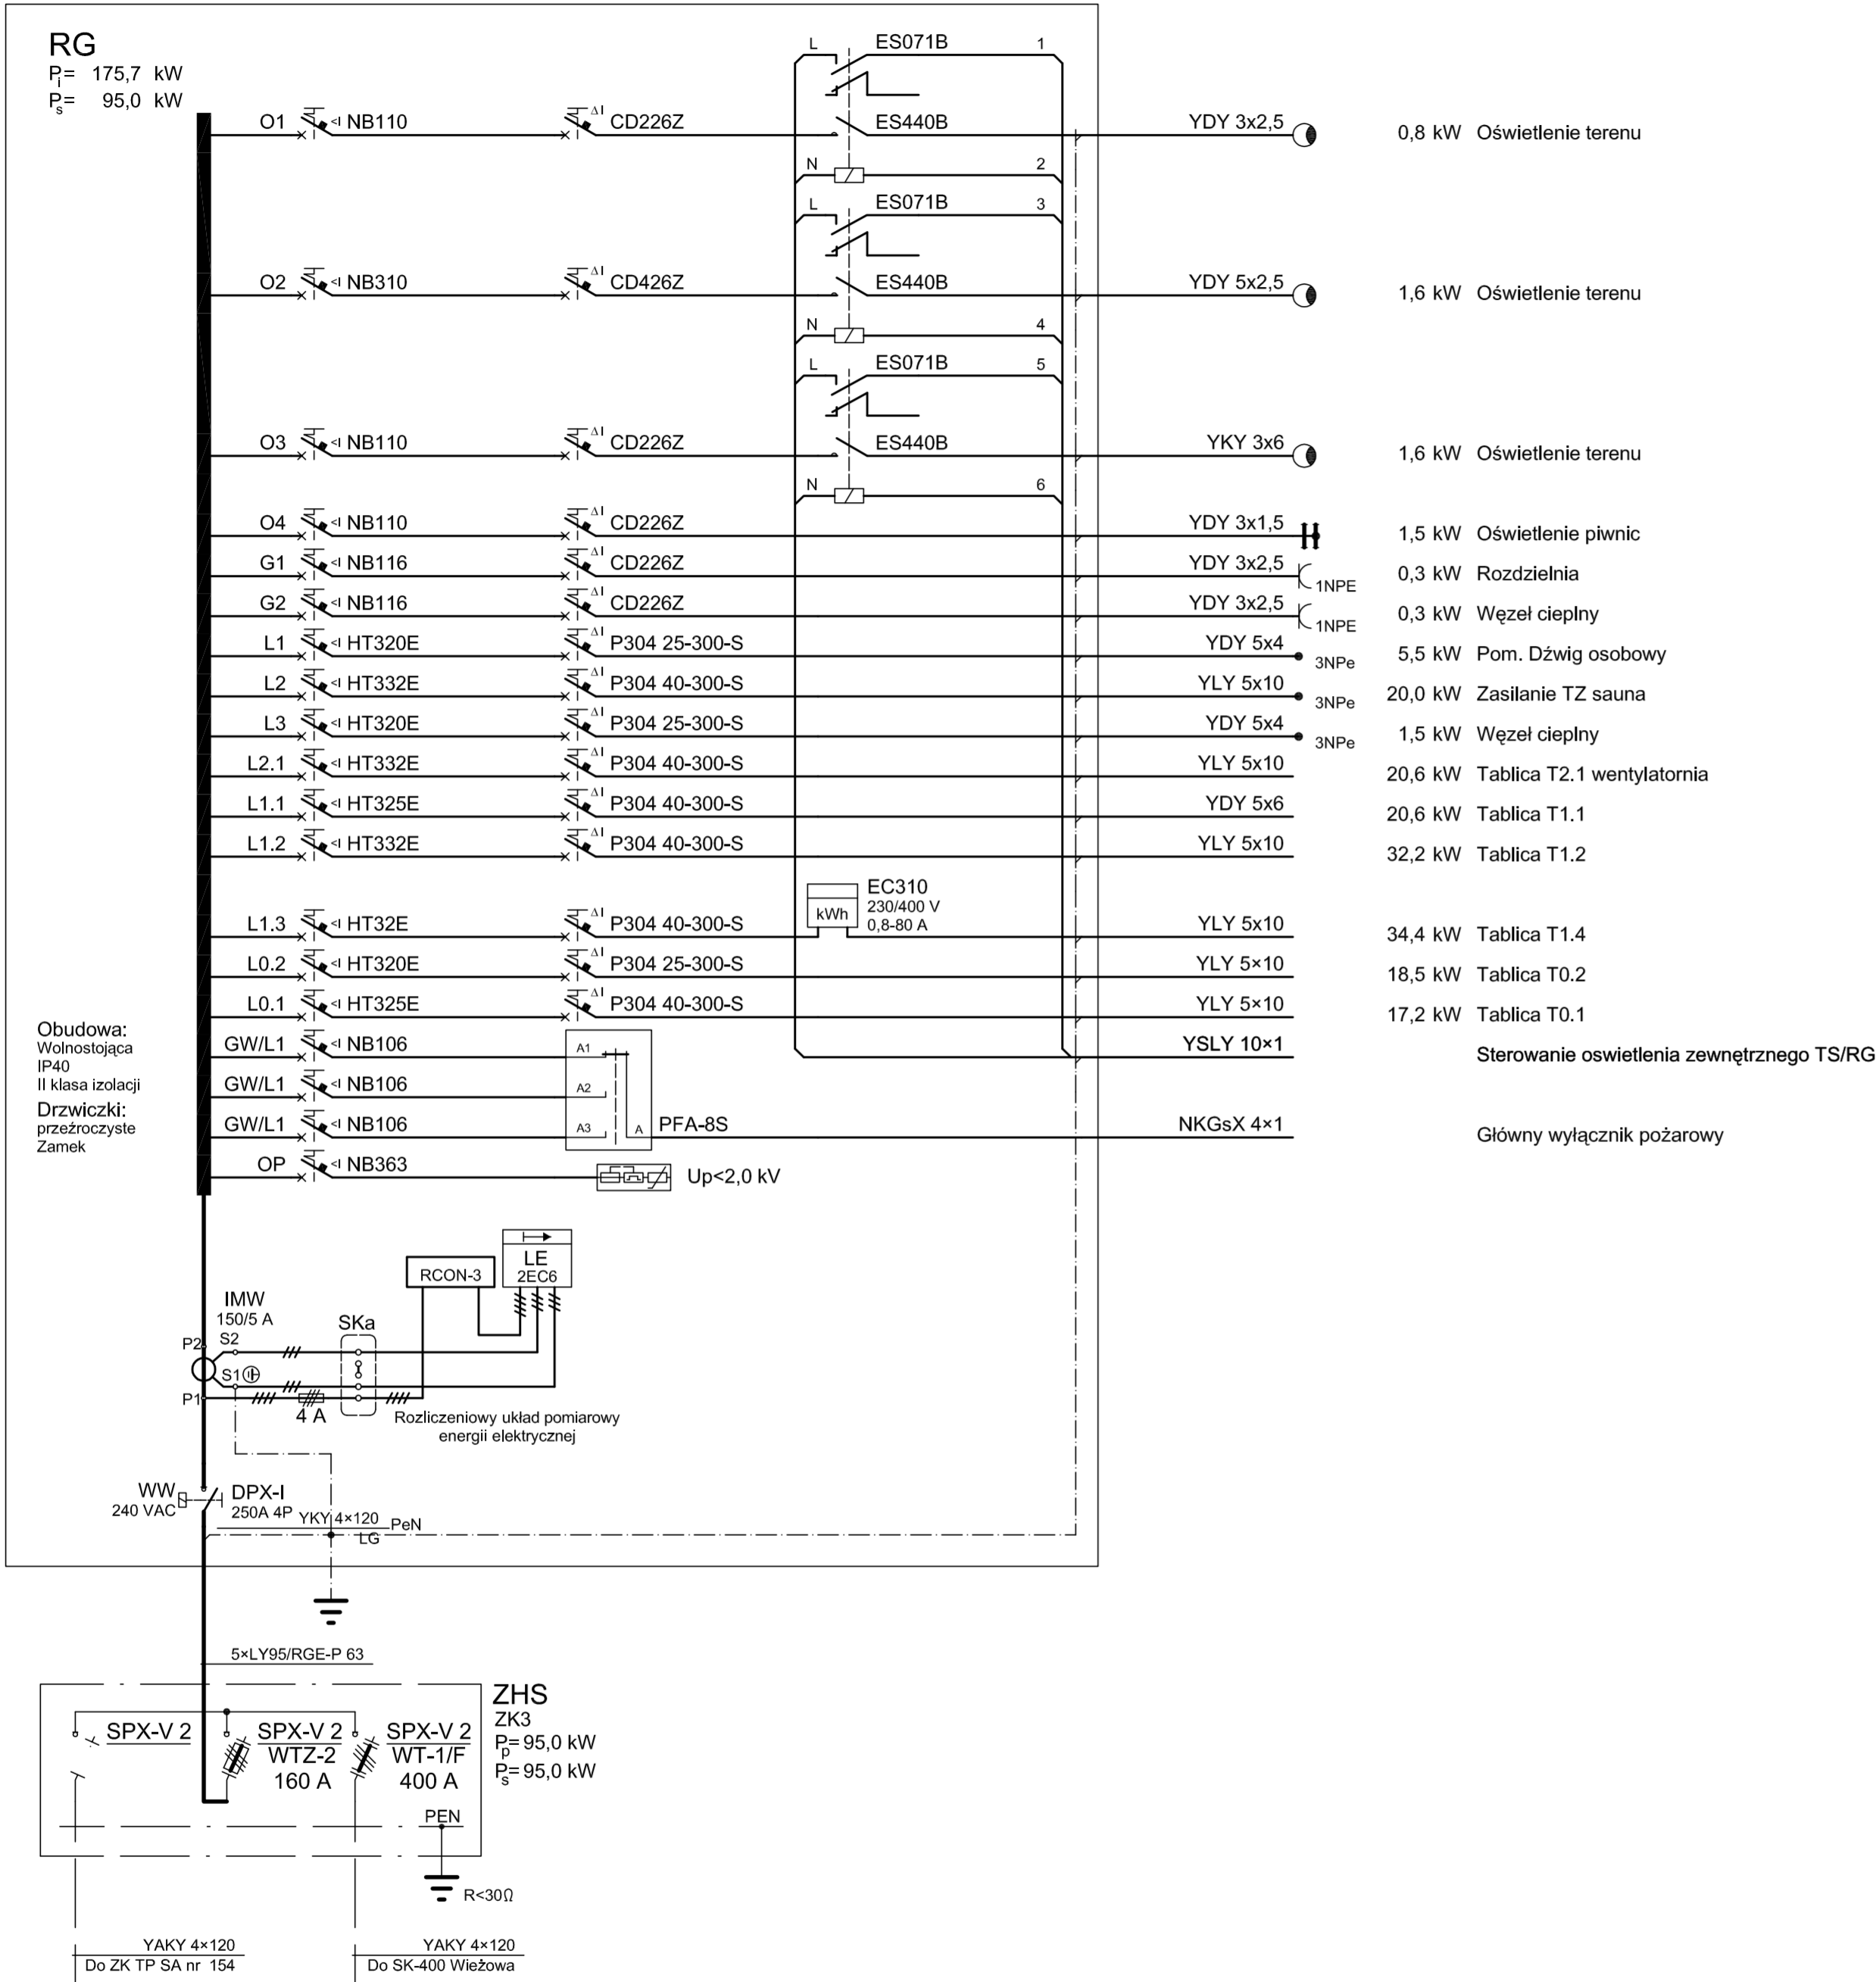 RG
Pi= 175,7 kW
Ps= 95,0 kW
L ES071B 1
O1 <I NB110 ΔI CD226Z ES440B YDY 3x2,5 0,8 kW Oświetlenie terenu
N 2
L ES071B 3
O2 <I NB310 ΔI CD426Z ES440B YDY 5x2,5 1,6 kW Oświetlenie terenu
N 4
L ES071B 5
O3 <I NB110 ΔI CD226Z ES440B YKY 3x6 1,6 kW Oświetlenie terenu
N 6
O4 <I NB110 ΔI CD226Z YDY 3x1,5 1,5 kW Oświetlenie piwnic
G1 <I NB116 ΔI CD226Z YDY 3x2,5 1NPE 0,3 kW Rozdzielnia
G2 <I NB116 ΔI CD226Z YDY 3x2,5 1NPE 0,3 kW Węzeł cieplny
L1 <I HT320E ΔI P304 25-300-S YDY 5x4 3NPe 5,5 kW Pom. Dźwig osobowy
L2 <I HT332E ΔI P304 40-300-S YLY 5x10 3NPe 20,0 kW Zasilanie TZ sauna
L3 <I HT320E ΔI P304 25-300-S YDY 5x4 3NPe 1,5 kW Węzeł cieplny
L2.1 <I HT332E ΔI P304 40-300-S YLY 5x10 20,6 kW Tablica T2.1 wentylatornia
L1.1 <I HT325E ΔI P304 40-300-S YDY 5x6 20,6 kW Tablica T1.1
L1.2 <I HT332E ΔI P304 40-300-S YLY 5x10 32,2 kW Tablica T1.2
kWh EC310
230/400 V
0,8-80 A
L1.3 <I HT32E ΔI P304 40-300-S YLY 5x10 34,4 kW Tablica T1.4
L0.2 <I HT320E ΔI P304 25-300-S YLY 5×10 18,5 kW Tablica T0.2
L0.1 <I HT325E ΔI P304 40-300-S YLY 5×10 17,2 kW Tablica T0.1
Obudowa:
Wolnostojąca
IP40
II klasa izolacji
Drzwiczki:
przeźroczyste
Zamek
GW/L1 <I NB106 A1 YSLY 10×1 Sterowanie oswietlenia zewnętrznego TS/RG
GW/L1 <I NB106 A2
GW/L1 <I NB106 A3 A PFA-8S NKGsX 4×1 Główny wyłącznik pożarowy
OP <I NB363 Up<2,0 kV
RCON-3
LE
2EC6
IMW
150/5 A
SKa
P2 S2
S1
P1
4 A
Rozliczeniowy układ pomiarowy
energii elektrycznej
WW
240 VAC
DPX-I
250A 4P
YKY 4×120 PeN
LG
5×LY95/RGE-P 63
ZHS
ZK3
Pp= 95,0 kW
Ps= 95,0 kW
SPX-V 2
SPX-V 2
WTZ-2
160 A
SPX-V 2
WT-1/F
400 A
PEN
R<30Ω
YAKY 4×120
Do ZK TP SA nr 154
YAKY 4×120
Do SK-400 Wieżowa